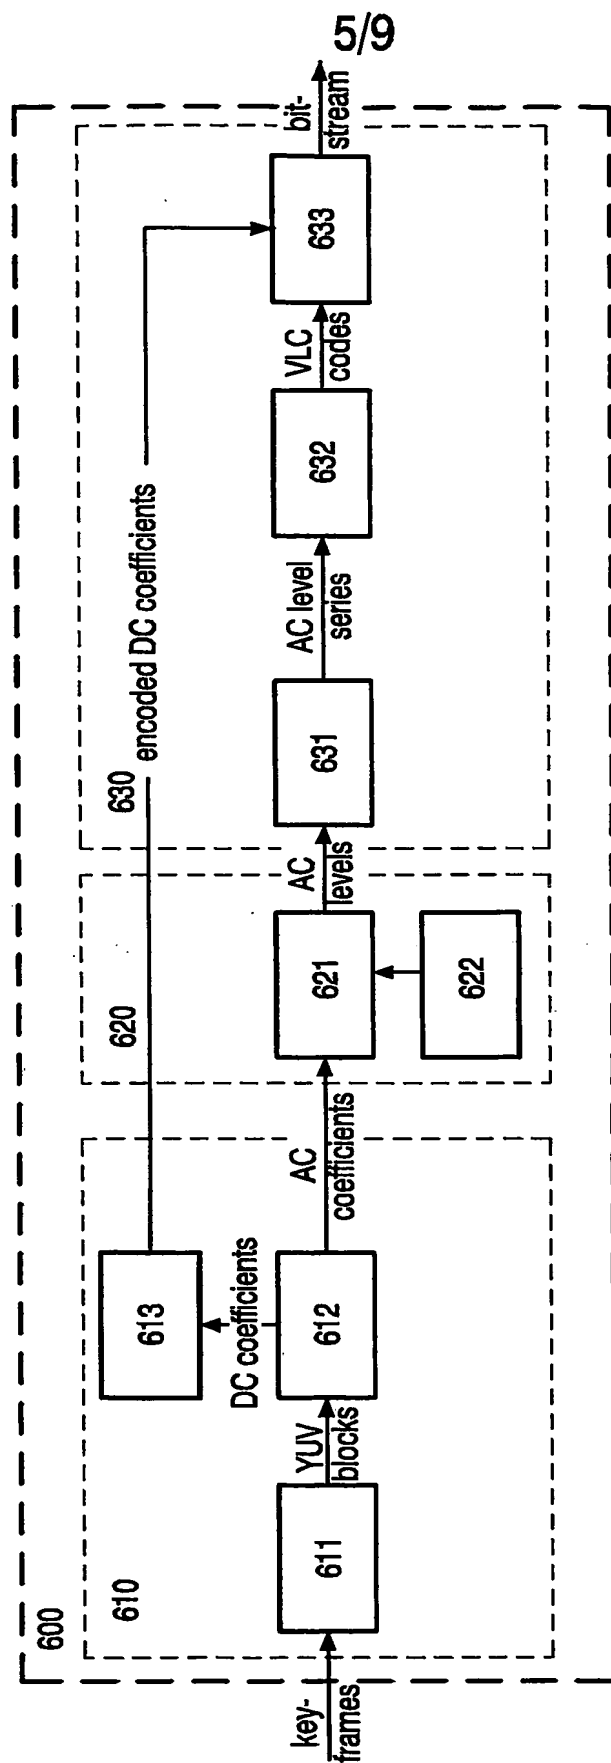 5/9
600
610
620
630
key-
frames
611
YUV
blocks
612
DC coefficients
613
AC
coefficients
621
622
AC
levels
631
AC level
series
632
VLC
codes
633
encoded DC coefficients
bit-
stream